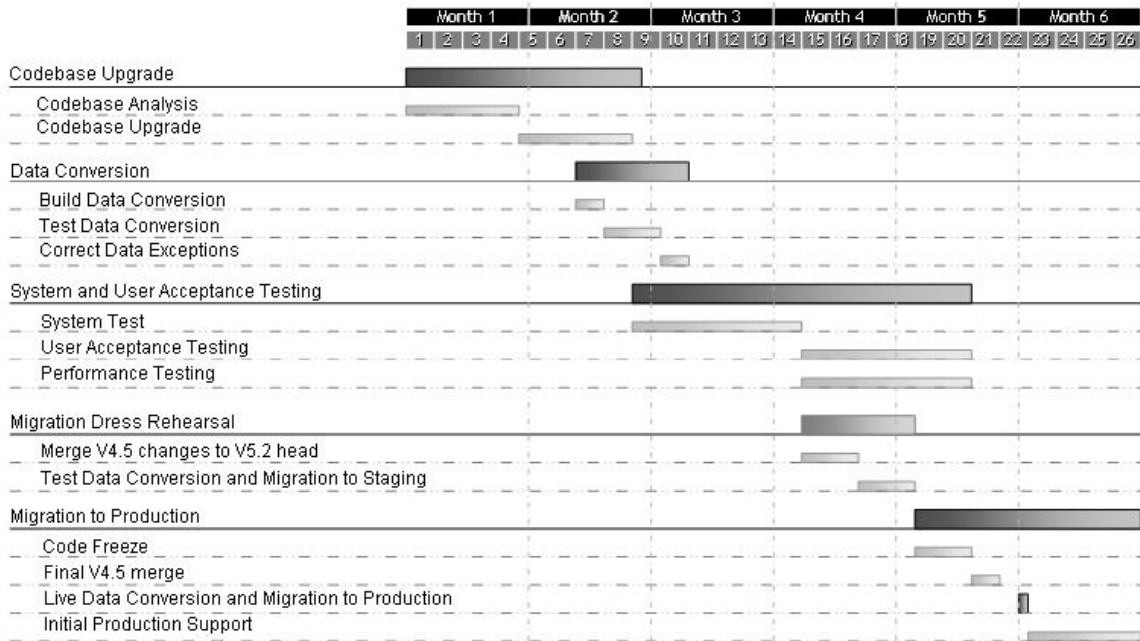 Month 1 Month 2 Month 3 Month 4 Month 5 Month 6
1 2 3 4 5 6 7 8 9 10 11 12 13 14 15 16 17 18 19 20 21 22 23 24 25 26
Codebase Upgrade
Codebase Analysis
Codebase Upgrade
Data Conversion
Build Data Conversion
Test Data Conversion
Correct Data Exceptions
System and User Acceptance Testing
System Test
User Acceptance Testing
Performance Testing
Migration Dress Rehearsal
Merge V4.5 changes to V5.2 head
Test Data Conversion and Migration to Staging
Migration to Production
Code Freeze
Final V4.5 merge
Live Data Conversion and Migration to Production
Initial Production Support